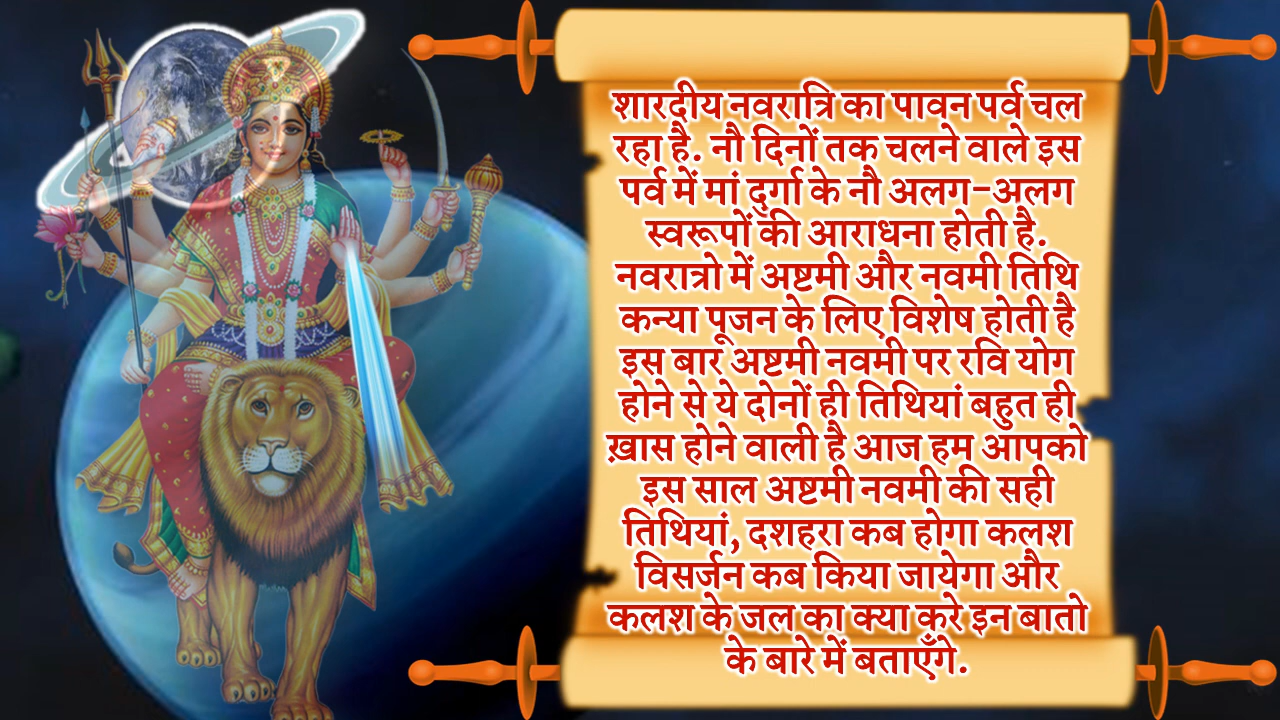 शारदीय नवरात्रि का पावन पर्व चल
रहा है. नौ दिनों तक चलने वाले इस
पर्व में मां दुर्गा के नौ अलग-अलग
स्वरूपों की आराधना होती है.
नवरात्रो में अष्टमी और नवमी तिथि
कन्या पूजन के लिए विशेष होती है
इस बार अष्टमी नवमी पर रवि योग
होने से ये दोनों ही तिथियां बहुत ही
ख़ास होने वाली है आज हम आपको
इस साल अष्टमी नवमी की सही
तिथियां, दशहरा कब होगा कलश
विसर्जन कब किया जायेगा और
कलश के जल का क्या करे इन बातो
के बारे में बताएँगे.